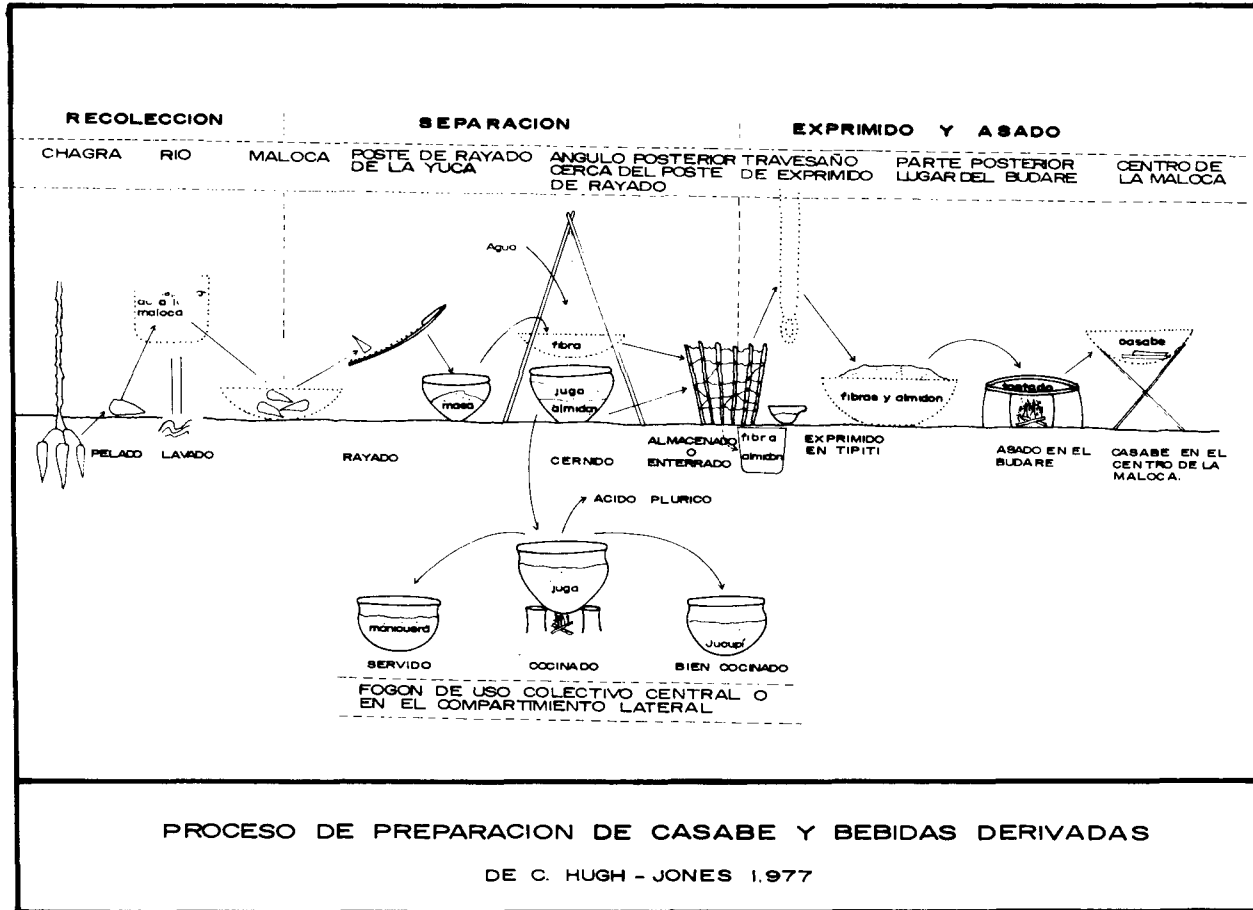 RECOLECCION
SEPARACION
EXPRIMIDO Y ASADO
CHAGRA
RIO
MALOCA
POSTE DE RAYADO
DE LA YUCA
ANGULO POSTERIOR
CERCA DEL POSTE
DE RAYADO
TRAVESAÑO
DE EXPRIMIDO
PARTE POSTERIOR
LUGAR DEL BUDARE
CENTRO DE
LA MALOCA
Agua
maloca
fibra
casabe
masa
juga
almidon
fibras y almidon
tostado
PELADO
LAVADO
RAYADO
CERNIDO
ALMACENADO
O
ENTERRADO
fibra
almidon
EXPRIMIDO
EN TIPITI
ASADO EN EL
BUDARE
CASABE EN EL
CENTRO DE LA
MALOCA.
ACIDO PLURICO
juga
manicuera
Jucupí
SERVIDO
COCINADO
BIEN COCINADO
FOGON DE USO COLECTIVO CENTRAL O
EN EL COMPARTIMIENTO LATERAL
PROCESO DE PREPARACION DE CASABE Y BEBIDAS DERIVADAS
DE C. HUGH - JONES 1.977